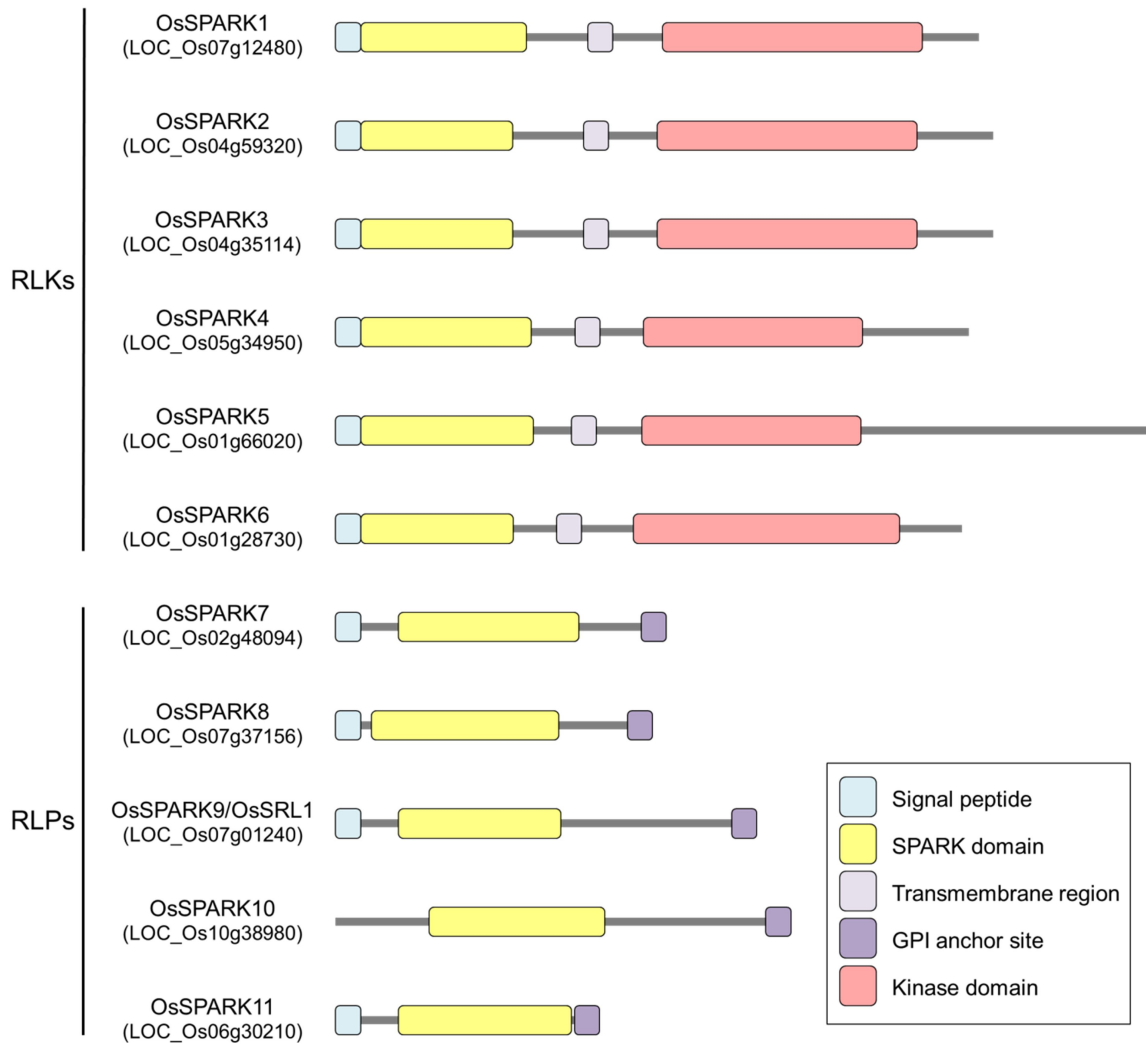 RLKs
OsSPARK1
(LOC_Os07g12480)
OsSPARK2
(LOC_Os04g59320)
OsSPARK3
(LOC_Os04g35114)
OsSPARK4
(LOC_Os05g34950)
OsSPARK5
(LOC_Os01g66020)
OsSPARK6
(LOC_Os01g28730)
RLPs
OsSPARK7
(LOC_Os02g48094)
OsSPARK8
(LOC_Os07g37156)
OsSPARK9/OsSRL1
(LOC_Os07g01240)
OsSPARK10
(LOC_Os10g38980)
OsSPARK11
(LOC_Os06g30210)
Signal peptide
SPARK domain
Transmembrane region
GPI anchor site
Kinase domain